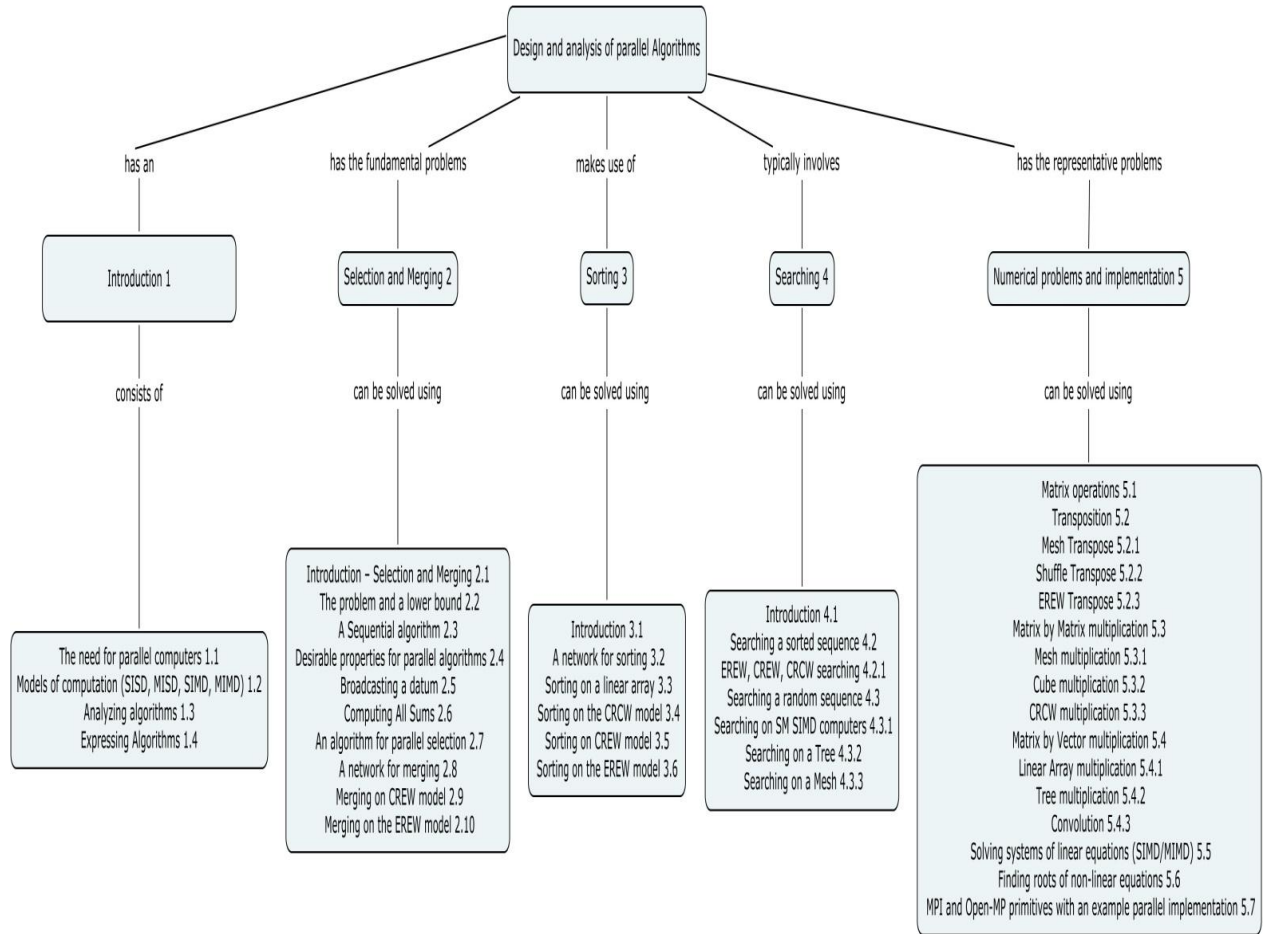 Design and analysis of parallel Algorithms
has an
has the fundamental problems
makes use of
typically involves
has the representative problems
Introduction 1
Selection and Merging 2
Sorting 3
Searching 4
Numerical problems and implementation 5
consists of
can be solved using
can be solved using
can be solved using
can be solved using
The need for parallel computers 1.1
Models of computation (SISD, MISD, SIMD, MIMD) 1.2
Analyzing algorithms 1.3
Expressing Algorithms 1.4
Introduction – Selection and Merging 2.1
The problem and a lower bound 2.2
A Sequential algorithm 2.3
Desirable properties for parallel algorithms 2.4
Broadcasting a datum 2.5
Computing All Sums 2.6
An algorithm for parallel selection 2.7
A network for merging 2.8
Merging on CREW model 2.9
Merging on the EREW model 2.10
Introduction 3.1
A network for sorting 3.2
Sorting on a linear array 3.3
Sorting on the CRCW model 3.4
Sorting on CREW model 3.5
Sorting on the EREW model 3.6
Introduction 4.1
Searching a sorted sequence 4.2
EREW, CREW, CRCW searching 4.2.1
Searching a random sequence 4.3
Searching on SM SIMD computers 4.3.1
Searching on a Tree 4.3.2
Searching on a Mesh 4.3.3
Matrix operations 5.1
Transposition 5.2
Mesh Transpose 5.2.1
Shuffle Transpose 5.2.2
EREW Transpose 5.2.3
Matrix by Matrix multiplication 5.3
Mesh multiplication 5.3.1
Cube multiplication 5.3.2
CRCW multiplication 5.3.3
Matrix by Vector multiplication 5.4
Linear Array multiplication 5.4.1
Tree multiplication 5.4.2
Convolution 5.4.3
Solving systems of linear equations (SIMD/MIMD) 5.5
Finding roots of non-linear equations 5.6
MPI and Open-MP primitives with an example parallel implementation 5.7